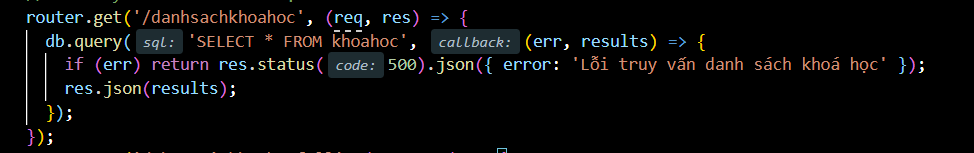 router.get('/danhsachkhoahoc', (req, res) => {
db.query( sql: 'SELECT * FROM khoahoc', callback: (err, results) => {
if (err) return res.status( code: 500).json({ error: 'Lỗi truy vấn danh sách khoá học' });
res.json(results);
});
});